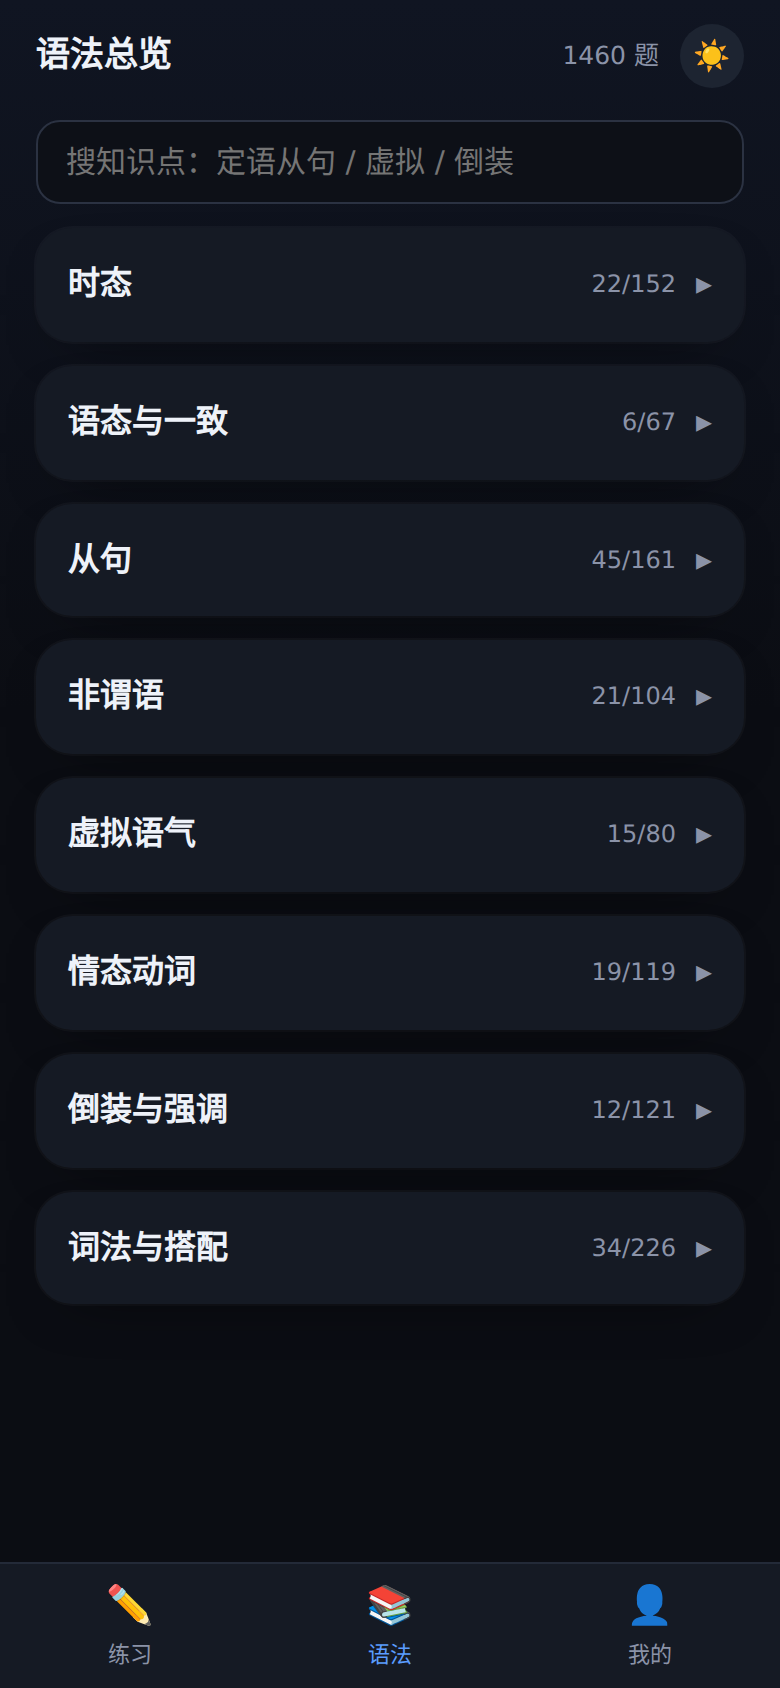 语法总览
1460 题
搜知识点：定语从句 / 虚拟 / 倒装
时态 22/152 ▶
语态与一致 6/67 ▶
从句 45/161 ▶
非谓语 21/104 ▶
虚拟语气 15/80 ▶
情态动词 19/119 ▶
倒装与强调 12/121 ▶
词法与搭配 34/226 ▶
练习
语法
我的